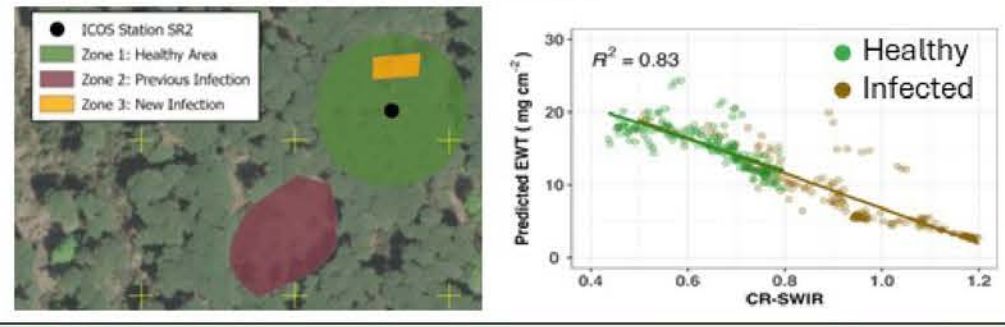 ICOS Station SR2
Zone 1: Healthy Area
Zone 2: Previous Infection
Zone 3: New Infection
R² = 0.83
Healthy
Infected
Predicted EWT ( mg cm⁻² )
30
20
10
0
0.4 0.6 0.8 1.0 1.2
CR-SWIR